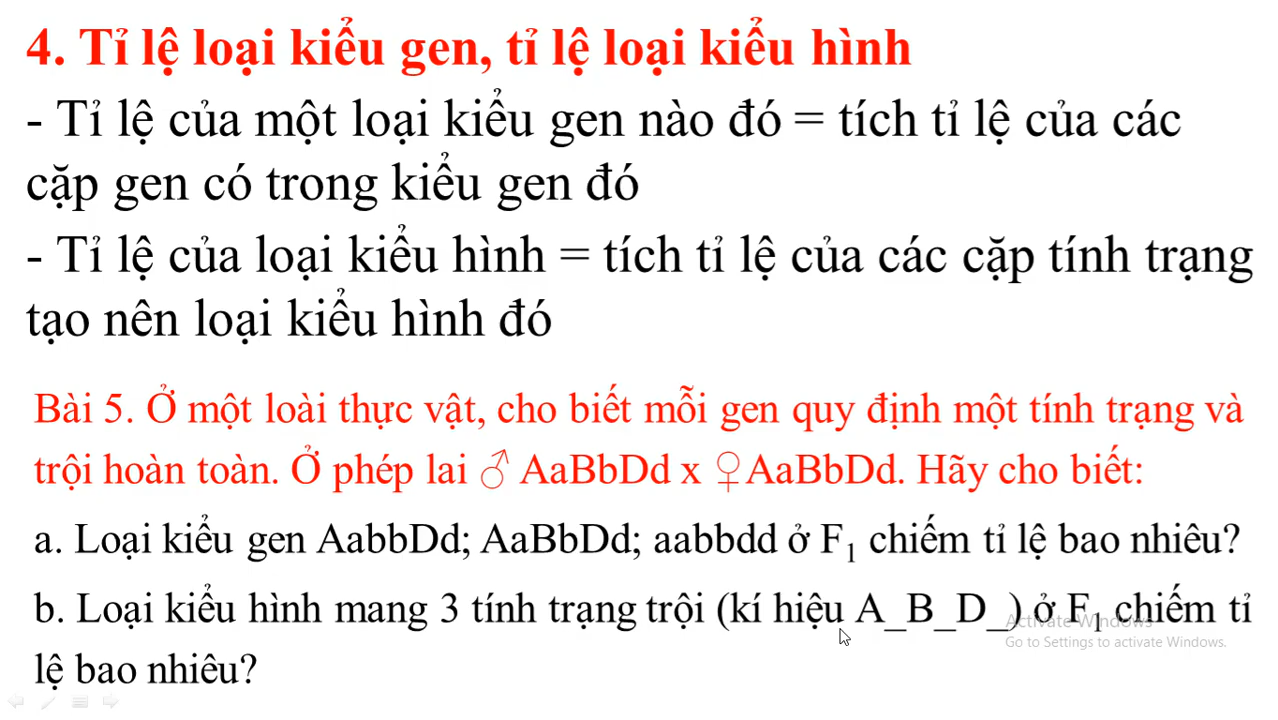 4. Tỉ lệ loại kiểu gen, tỉ lệ loại kiểu hình
- Tỉ lệ của một loại kiểu gen nào đó = tích tỉ lệ của các
cặp gen có trong kiểu gen đó
- Tỉ lệ của loại kiểu hình = tích tỉ lệ của các cặp tính trạng
tạo nên loại kiểu hình đó
Bài 5. Ở một loài thực vật, cho biết mỗi gen quy định một tính trạng và
trội hoàn toàn. Ở phép lai ♂ AaBbDd x ♀AaBbDd. Hãy cho biết:
a. Loại kiểu gen AabbDd; AaBbDd; aabbdd ở F₁ chiếm tỉ lệ bao nhiêu?
b. Loại kiểu hình mang 3 tính trạng trội (kí hiệu A_B_D_) ở F₁ chiếm tỉ
lệ bao nhiêu?
Activate Windows
Go to Settings to activate Windows.